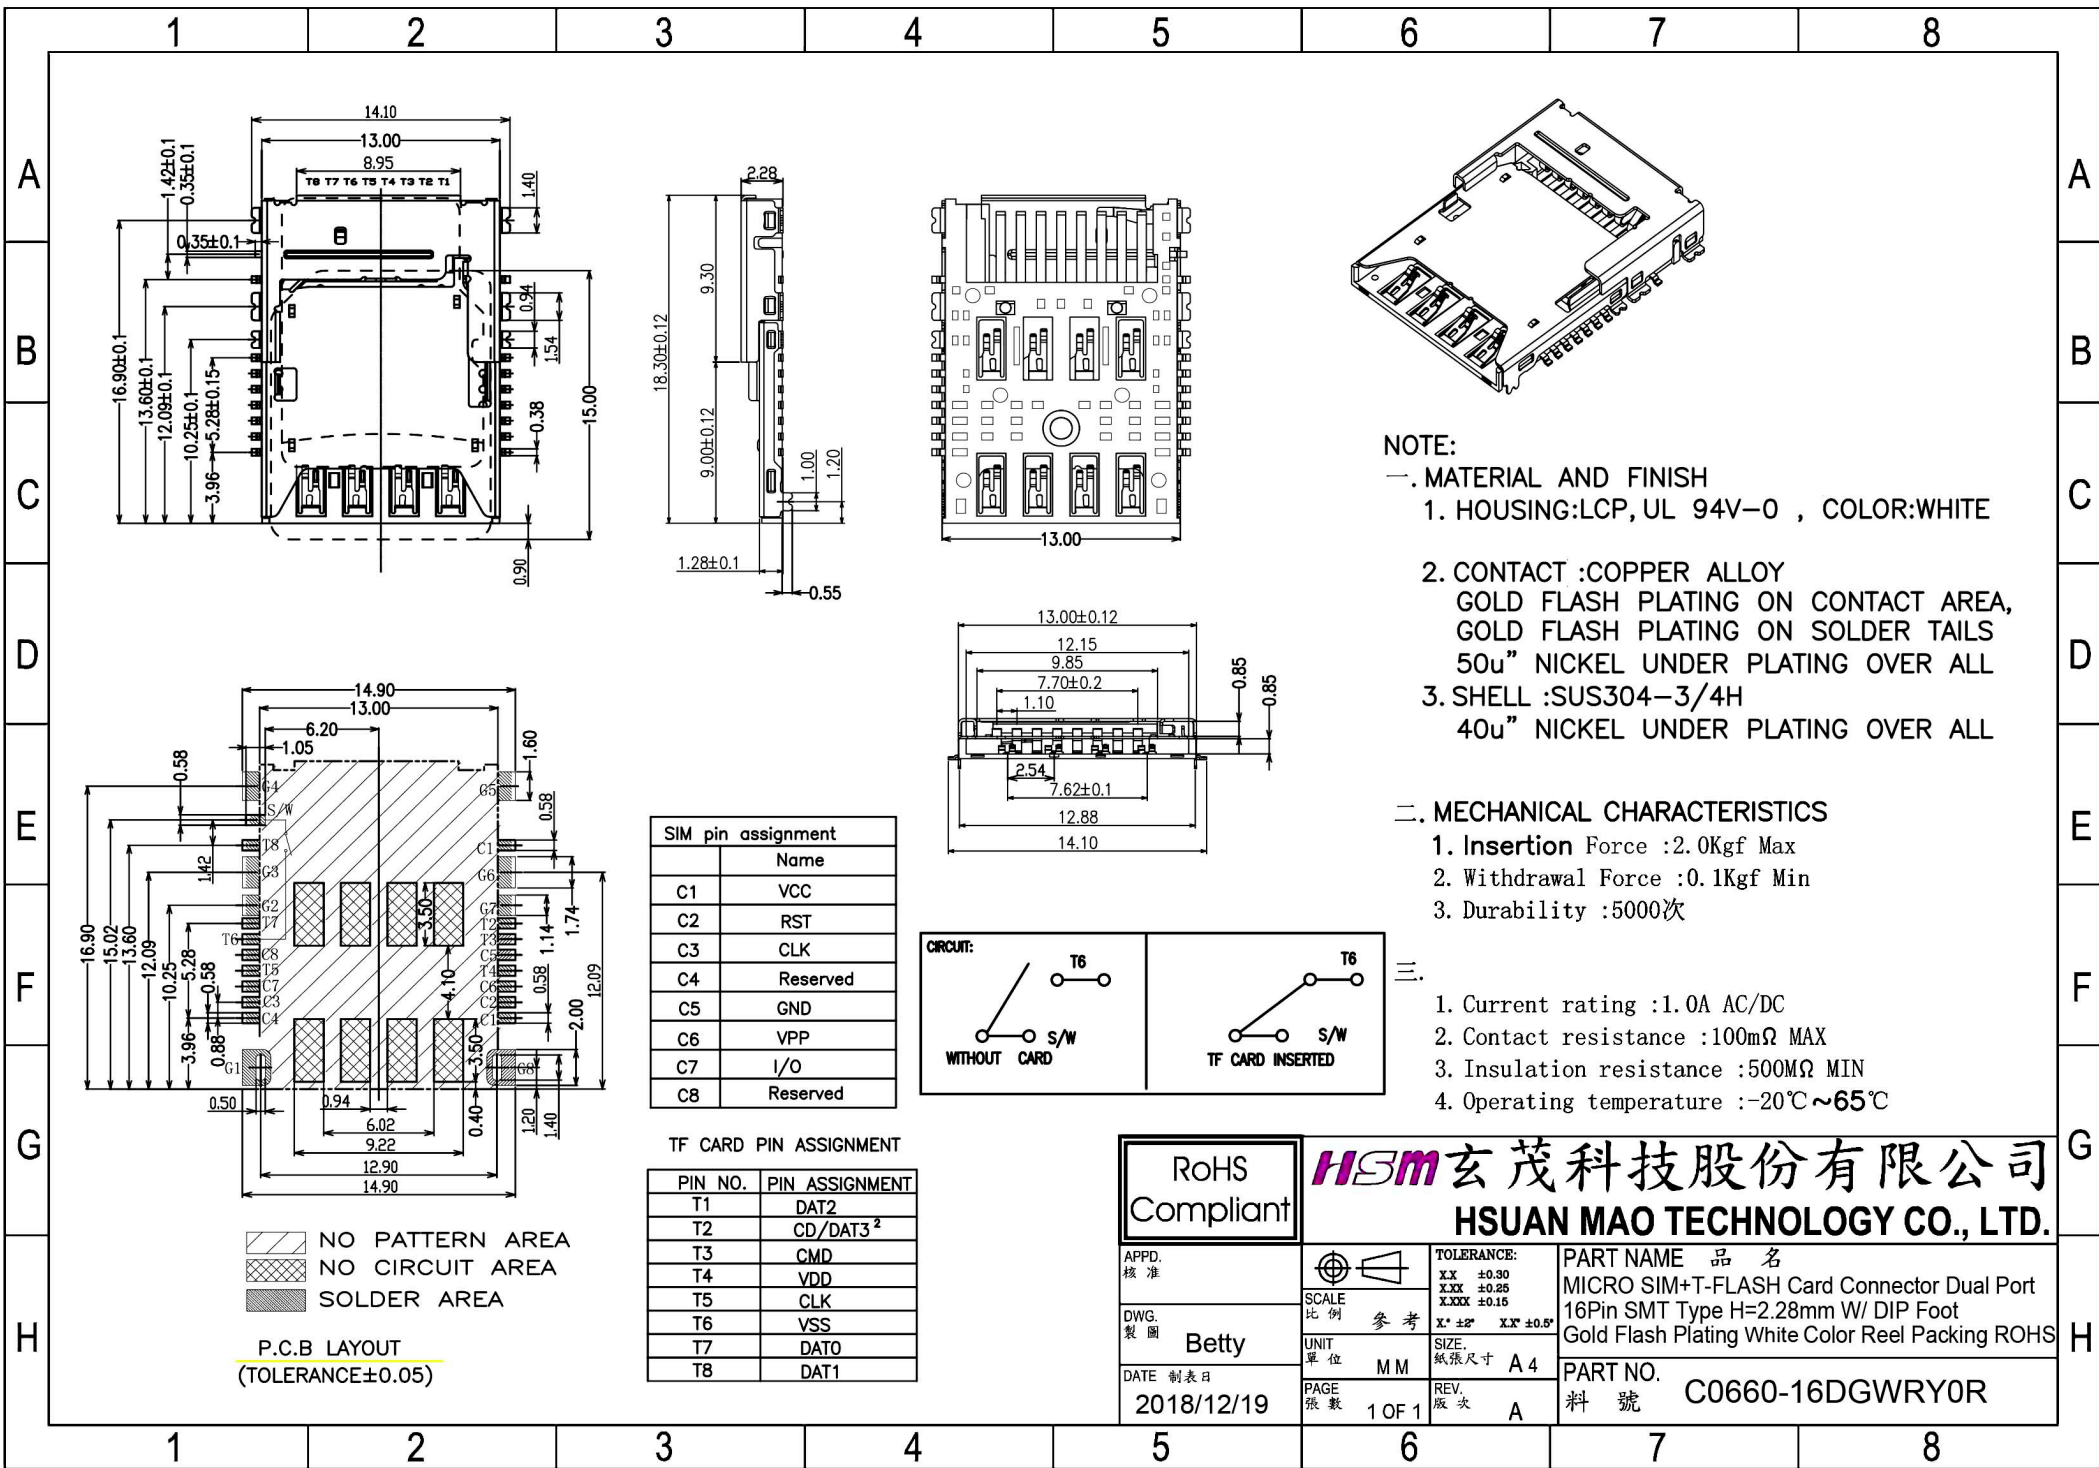 1 2 3 4 5 6 7 8
A
B
C
D
E
F
G
H
14.10
13.00
8.95
T8 T7 T6 T5 T4 T3 T2 T1
1.42±0.1
0.35±0.1
0.35±0.1
1.40
16.90±0.1
13.60±0.1
12.09±0.1
10.25±0.1
5.28±0.15
3.96
0.94
1.54
0.38
15.00
0.90
2.28
18.30±0.12
9.30
9.00±0.12
1.00
1.20
1.28±0.1
0.55
13.00
13.00±0.12
12.15
9.85
7.70±0.2
1.10
0.85
0.85
2.54
7.62±0.1
12.88
14.10
NOTE:
一. MATERIAL AND FINISH
1. HOUSING:LCP, UL 94V-0 , COLOR:WHITE
2. CONTACT :COPPER ALLOY
GOLD FLASH PLATING ON CONTACT AREA,
GOLD FLASH PLATING ON SOLDER TAILS
50u" NICKEL UNDER PLATING OVER ALL
3. SHELL :SUS304-3/4H
40u" NICKEL UNDER PLATING OVER ALL
二. MECHANICAL CHARACTERISTICS
1. Insertion Force :2.0Kgf Max
2. Withdrawal Force :0.1Kgf Min
3. Durability :5000次
三.
1. Current rating :1.0A AC/DC
2. Contact resistance :100mΩ MAX
3. Insulation resistance :500MΩ MIN
4. Operating temperature :-20℃~65℃
14.90
13.00
6.20
1.05
0.58
1.60
0.58
16.90
15.02
13.60
12.09
10.25
5.28
3.96
0.58
0.88
1.42
G4
S/W
T8
G3
G2
T7
T6
C8
T5
C7
C3
C4
G1
G5
C1
G6
G7
T2
T3
C5
T4
C6
C2
C1
G8
3.50
4.10
3.50
1.14
1.74
0.58
2.00
12.09
0.50
0.94
0.40
1.20
1.40
6.02
9.22
12.90
14.90
NO PATTERN AREA
NO CIRCUIT AREA
SOLDER AREA
P.C.B LAYOUT
(TOLERANCE±0.05)
SIM pin assignment
Name
C1 VCC
C2 RST
C3 CLK
C4 Reserved
C5 GND
C6 VPP
C7 I/O
C8 Reserved
TF CARD PIN ASSIGNMENT
PIN NO. PIN ASSIGNMENT
T1 DAT2
T2 CD/DAT3 2
T3 CMD
T4 VDD
T5 CLK
T6 VSS
T7 DAT0
T8 DAT1
CIRCUIT:
T6
S/W
WITHOUT CARD
T6
S/W
TF CARD INSERTED
RoHS
Compliant
HSM 玄茂科技股份有限公司
HSUAN MAO TECHNOLOGY CO., LTD.
APPD.
核 准
DWG.
製 圖 Betty
DATE 制表日
2018/12/19
SCALE
比 例 參 考
UNIT
單 位 M M
PAGE
張 數 1 OF 1
TOLERANCE:
X.X ±0.30
X.XX ±0.25
X.XXX ±0.15
X.° ±2° X.X° ±0.5°
SIZE.
紙張尺寸 A 4
REV.
版 次 A
PART NAME 品 名
MICRO SIM+T-FLASH Card Connector Dual Port
16Pin SMT Type H=2.28mm W/ DIP Foot
Gold Flash Plating White Color Reel Packing ROHS
PART NO.
料 號 C0660-16DGWRY0R
A
B
C
D
E
F
G
H
1 2 3 4 5 6 7 8